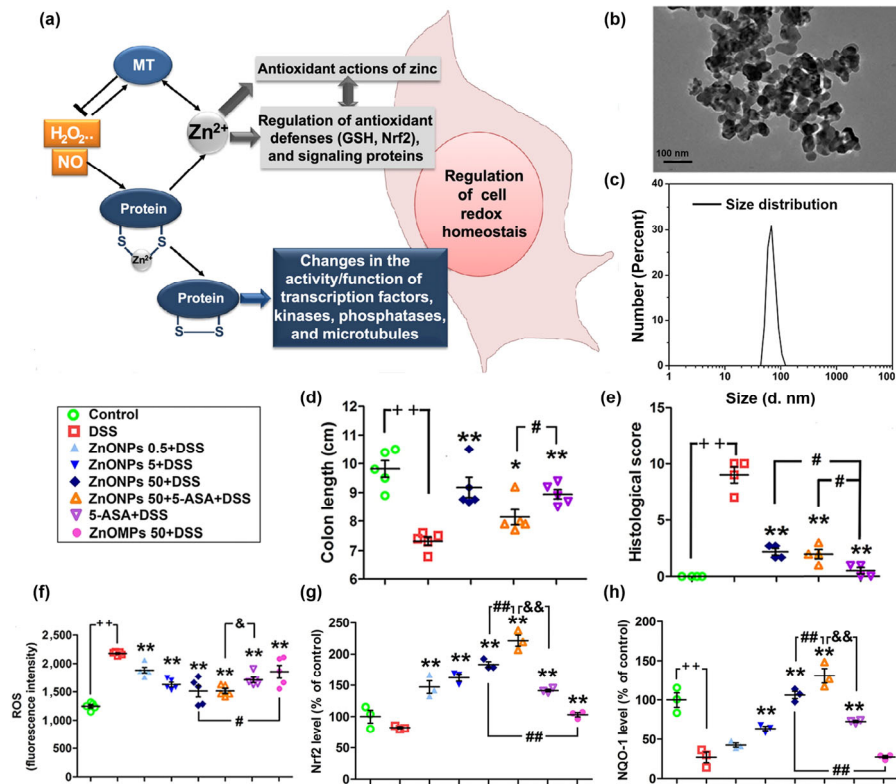 (a)
MT
H₂O₂..
NO
Zn²⁺
Antioxidant actions of zinc
Regulation of antioxidant
defenses (GSH, Nrf2),
and signaling proteins
Protein
S
S
Zn²⁺
Protein
S
S
Changes in the
activity/function of
transcription factors,
kinases, phosphatases,
and microtubules
Regulation
of cell
redox
homeostais
(b)
100 nm
(c)
Size distribution
Number (Percent)
40
30
20
10
0
1
10
100
1000
Size (d. nm)
Control
DSS
ZnONPs 0.5+DSS
ZnONPs 5+DSS
ZnONPs 50+DSS
ZnONPs 50+5-ASA+DSS
5-ASA+DSS
ZnOMPs 50+DSS
(d)
Colon length (cm)
12
11
10
9
8
7
6
++
**
*
#
**
(e)
Histological score
15
10
5
0
++
#
#
**
**
**
(f)
ROS
(fluorescence intensity)
2,500
2,000
1,500
1,000
500
0
++
**
**
**
**
&
**
**
#
(g)
Nrf2 level (% of control)
250
200
150
100
50
0
**
**
**
##
&&
**
**
**
##
(h)
NQO-1 level (% of control)
200
150
100
50
0
++
**
**
##
&&
**
**
##